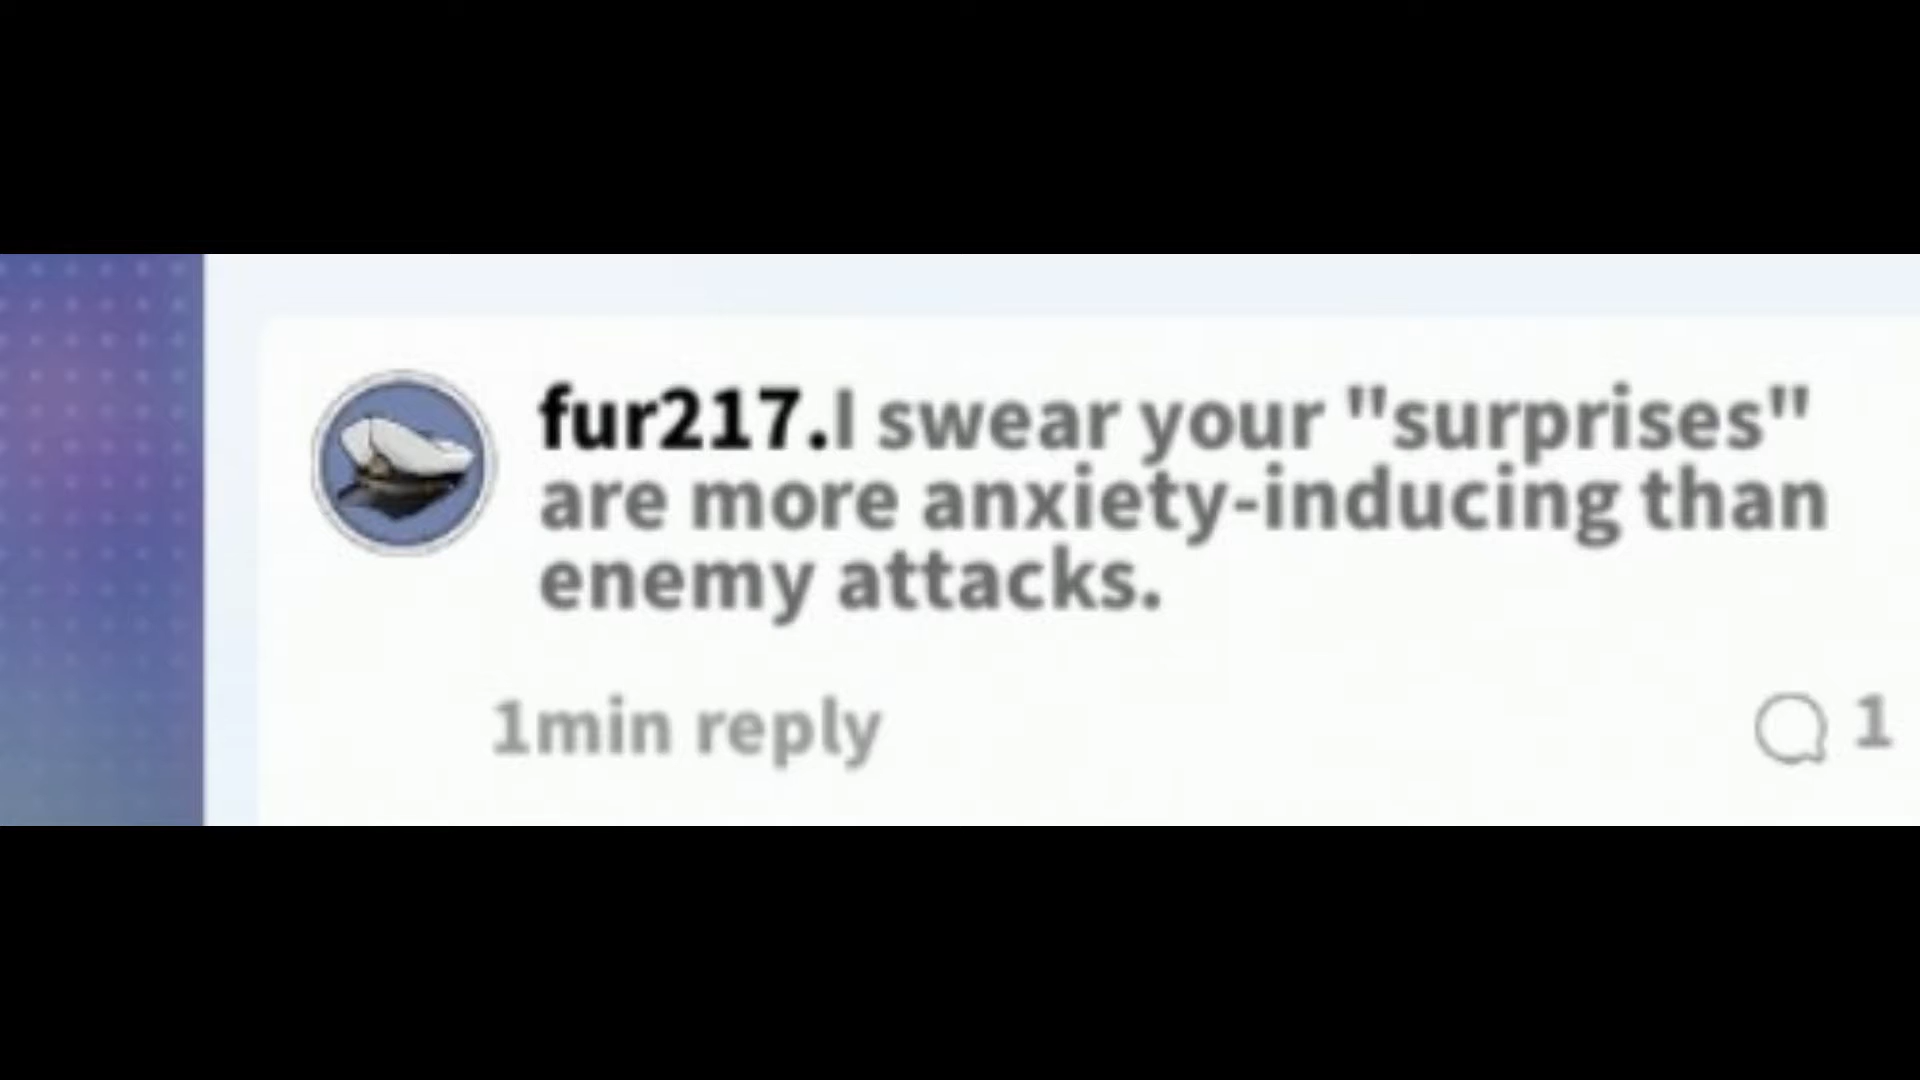 fur217.I swear your "surprises"
are more anxiety-inducing than
enemy attacks.
1min reply
1